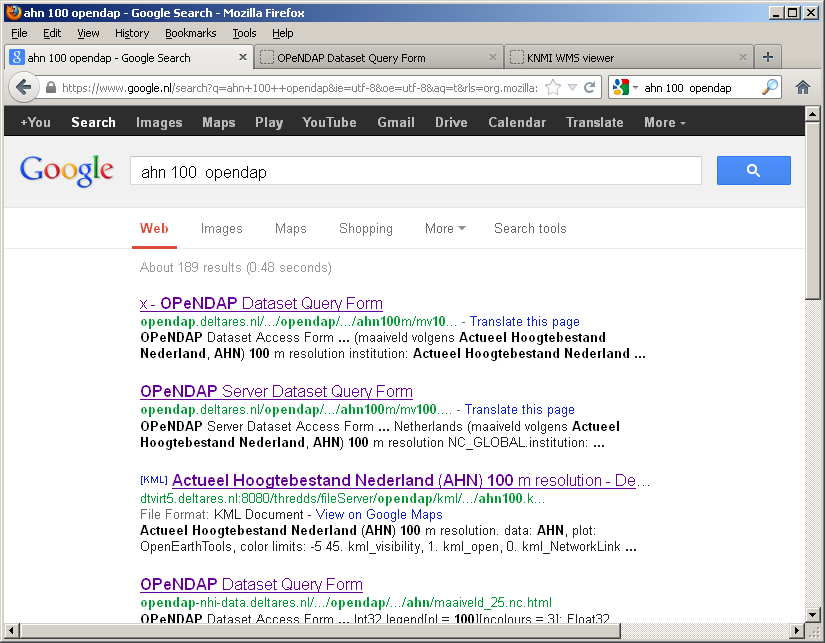 ahn 100 opendap - Google Search - Mozilla Firefox
File Edit View History Bookmarks Tools Help
ahn 100 opendap - Google Search × OPeNDAP Dataset Query Form × KNMI WMS viewer × +
https://www.google.nl/search?q=ahn+100++opendap&ie=utf-8&oe=utf-8&aq=t&rls=org.mozilla: ahn 100 opendap
+You Search Images Maps Play YouTube Gmail Drive Calendar Translate More
Google ahn 100 opendap
Web Images Maps Shopping More Search tools
About 189 results (0.48 seconds)
x - OPeNDAP Dataset Query Form
opendap.deltares.nl/.../opendap/.../ahn100m/mv10... - Translate this page
OPeNDAP Dataset Access Form ... (maaiveld volgens Actueel Hoogtebestand
Nederland, AHN) 100 m resolution institution: Actueel Hoogtebestand Nederland ...
OPeNDAP Server Dataset Query Form
opendap.deltares.nl/opendap/.../ahn100m/mv100.... - Translate this page
OPeNDAP Server Dataset Access Form ... Netherlands (maaiveld volgens Actueel
Hoogtebestand Nederland, AHN) 100 m resolution NC_GLOBAL.institution: ...
[KML] Actueel Hoogtebestand Nederland (AHN) 100 m resolution - De...
dtvirt5.deltares.nl:8080/thredds/fileServer/opendap/kml/.../ahn100.k...
File Format: KML Document - View on Google Maps
Actueel Hoogtebestand Nederland (AHN) 100 m resolution. data: AHN, plot:
OpenEarthTools, color limits: -5 45. kml_visibility, 1. kml_open, 0. kml_NetworkLink ...
OPeNDAP Dataset Query Form
opendap-nhi-data.deltares.nl/.../opendap/.../ahn/maaiveld_25.nc.html
OPeNDAP Dataset Access Form ... Int32 legend[nl = 100][ncolours = 3]; Float32